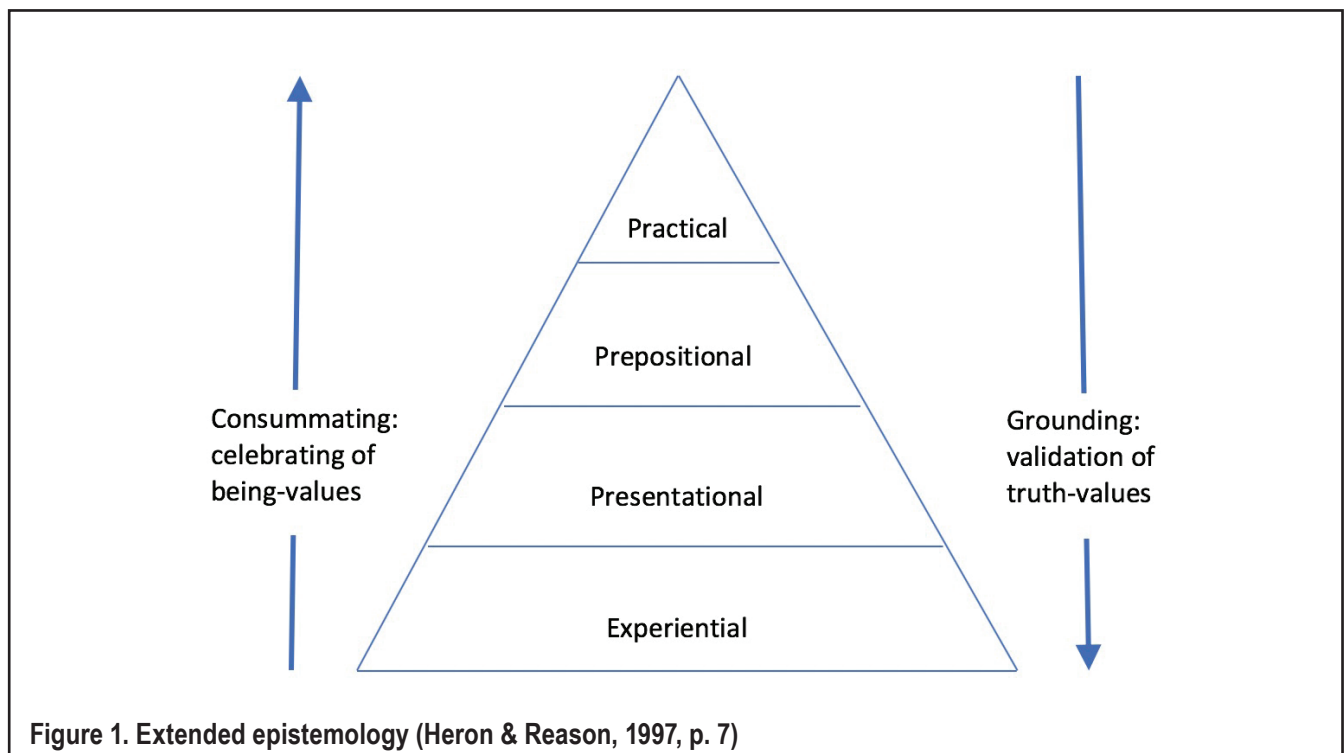 Practical
Prepositional
Consummating:
celebrating of
being-values
Grounding:
validation of
truth-values
Presentational
Experiential
Figure 1. Extended epistemology (Heron & Reason, 1997, p. 7)